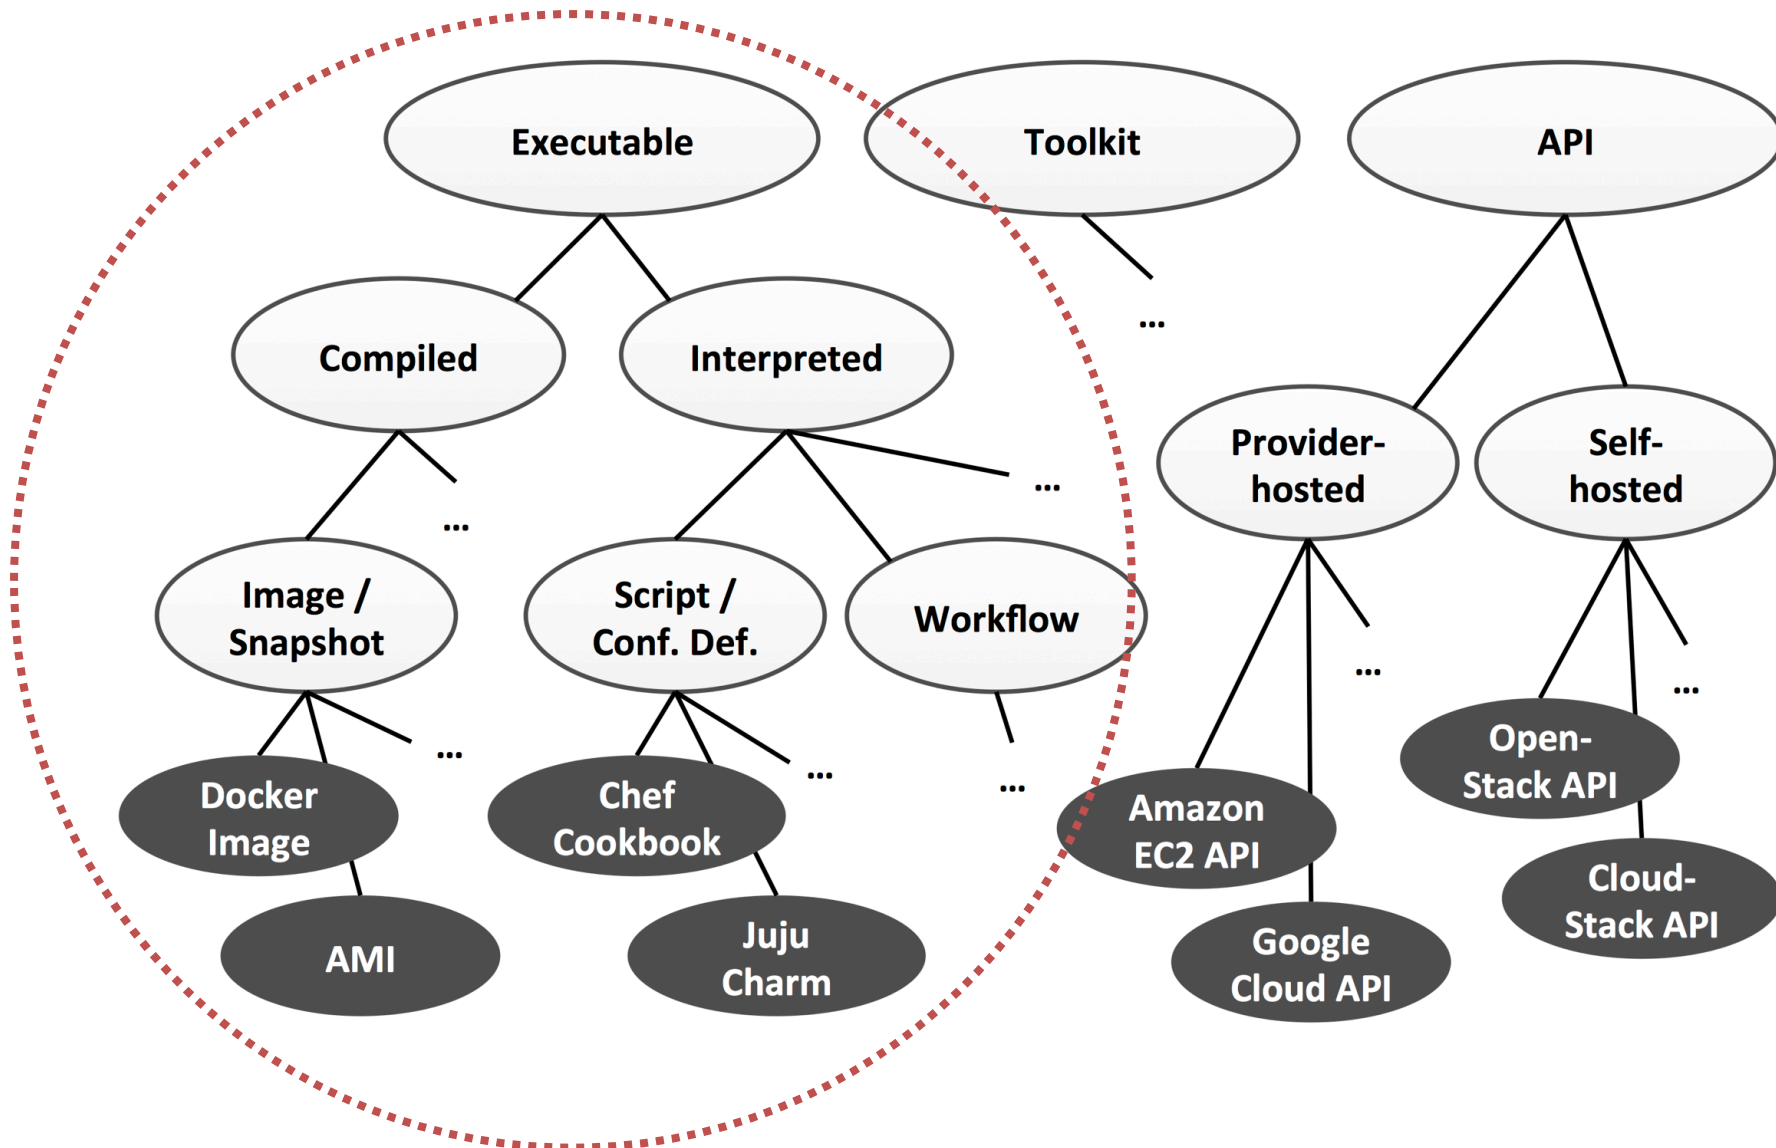 Executable
Toolkit
API
...
Compiled
Interpreted
Provider-
hosted
Self-
hosted
...
...
Image /
Snapshot
Script /
Conf. Def.
Workflow
...
...
...
...
...
Docker
Image
Chef
Cookbook
Amazon
EC2 API
Open-
Stack API
AMI
Juju
Charm
Google
Cloud API
Cloud-
Stack API